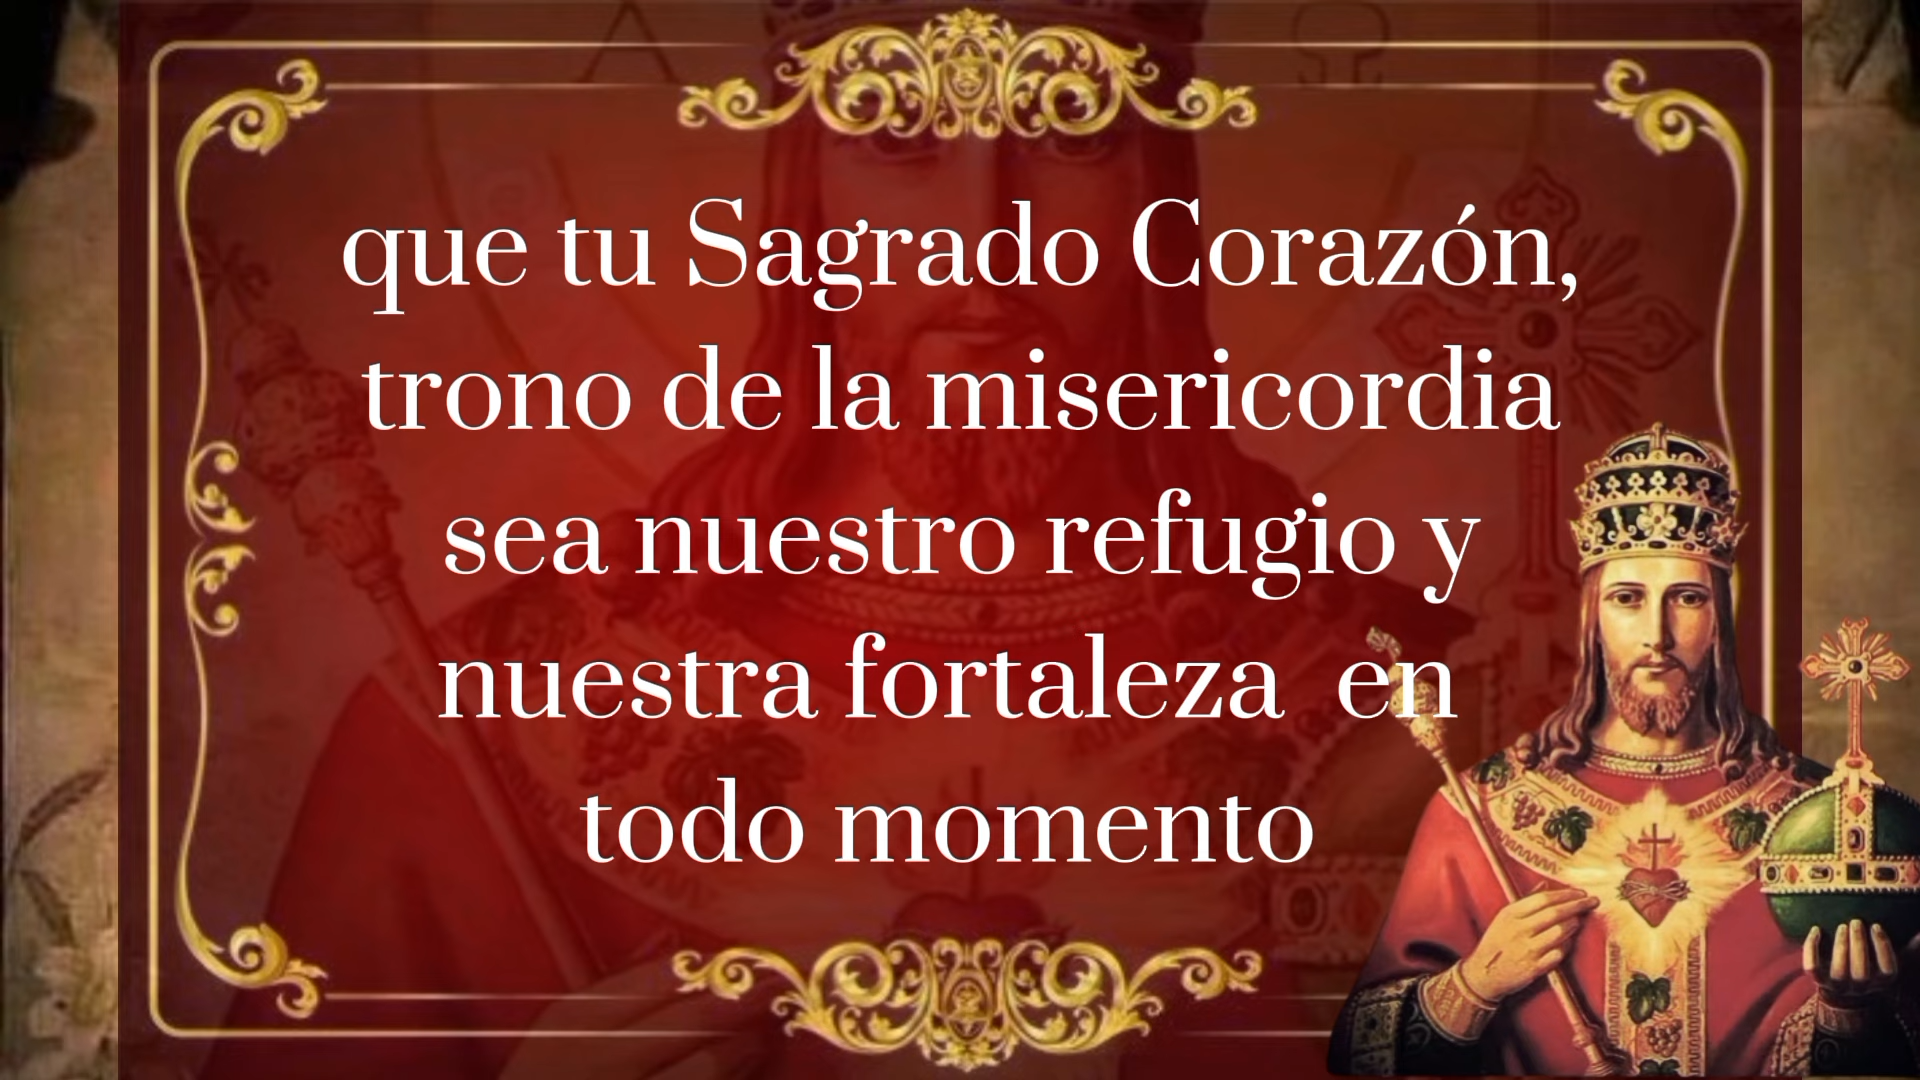 Α Ω
que tu Sagrado Corazón,
trono de la misericordia
sea nuestro refugio y
nuestra fortaleza  en
todo momento